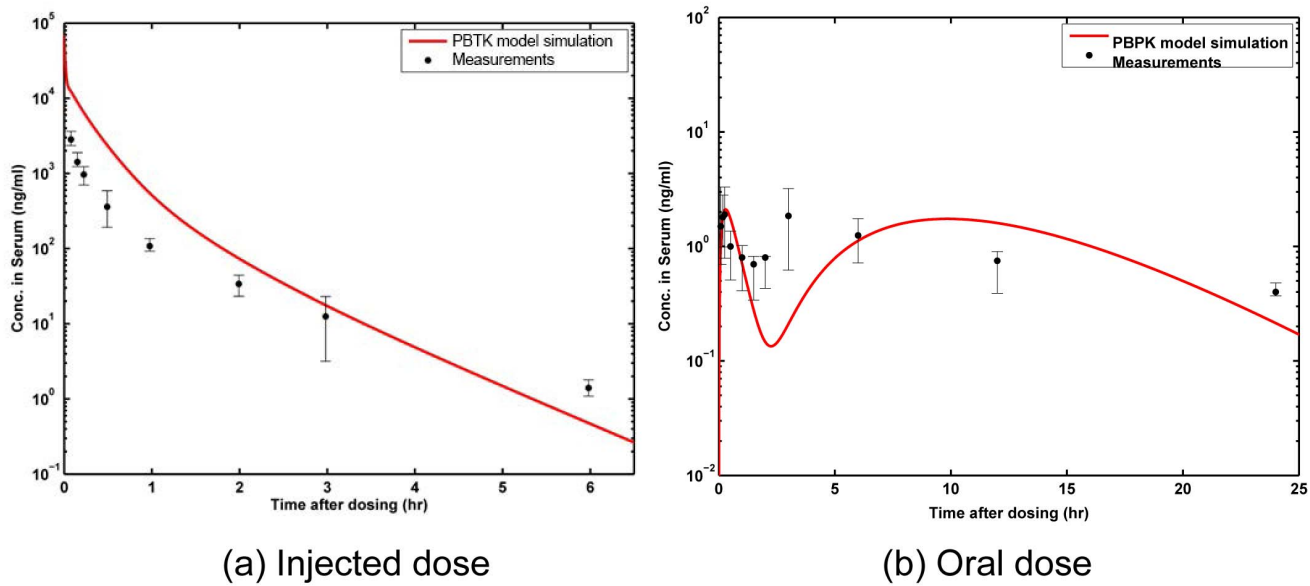 10^5
10^4
10^3
10^2
10^1
10^0
10^-1
Conc. in Serum (ng/ml)
PBTK model simulation
Measurements
0 1 2 3 4 5 6
Time after dosing (hr)
(a) Injected dose
10^2
10^1
10^0
10^-1
10^-2
Conc. in Serum (ng/ml)
PBPK model simulation
Measurements
0 5 10 15 20 25
Time after dosing (hr)
(b) Oral dose